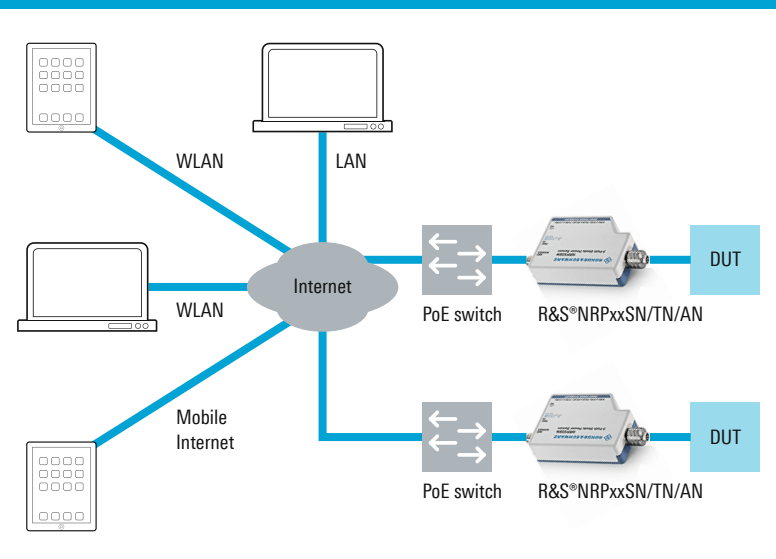 WLAN
LAN
Internet
DUT
WLAN
PoE switch
R&S®NRPxxSN/TN/AN
Mobile
Internet
DUT
PoE switch
R&S®NRPxxSN/TN/AN